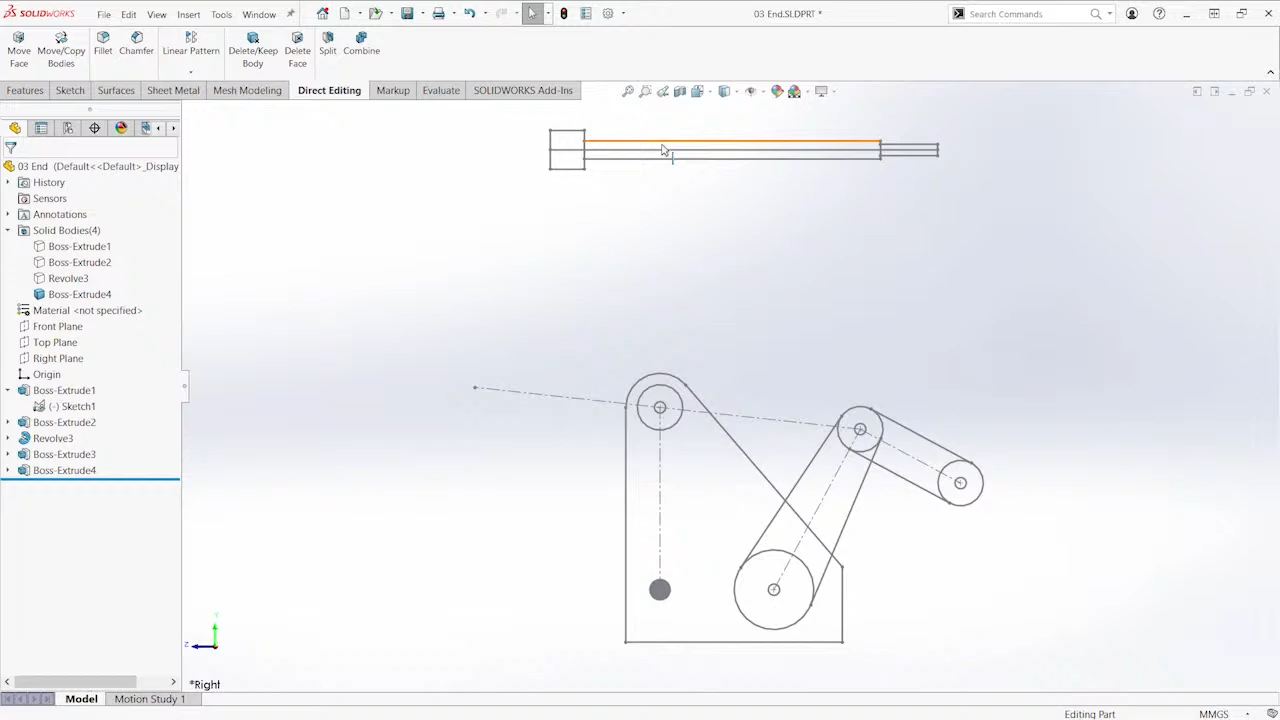 SOLIDWORKS File Edit View Insert Tools Window 03 End.SLDPRT * Search Commands
Move Face Move/Copy Bodies Fillet Chamfer Linear Pattern Delete/Keep Body Delete Face Split Combine
Features Sketch Surfaces Sheet Metal Mesh Modeling Direct Editing Markup Evaluate SOLIDWORKS Add-Ins
03 End (Default<<Default>_Display
History
Sensors
Annotations
Solid Bodies(4)
Boss-Extrude1
Boss-Extrude2
Revolve3
Boss-Extrude4
Material <not specified>
Front Plane
Top Plane
Right Plane
Origin
Boss-Extrude1
(-) Sketch1
Boss-Extrude2
Revolve3
Boss-Extrude3
Boss-Extrude4
Y
Z
*Right
Model Motion Study 1
Editing Part MMGS